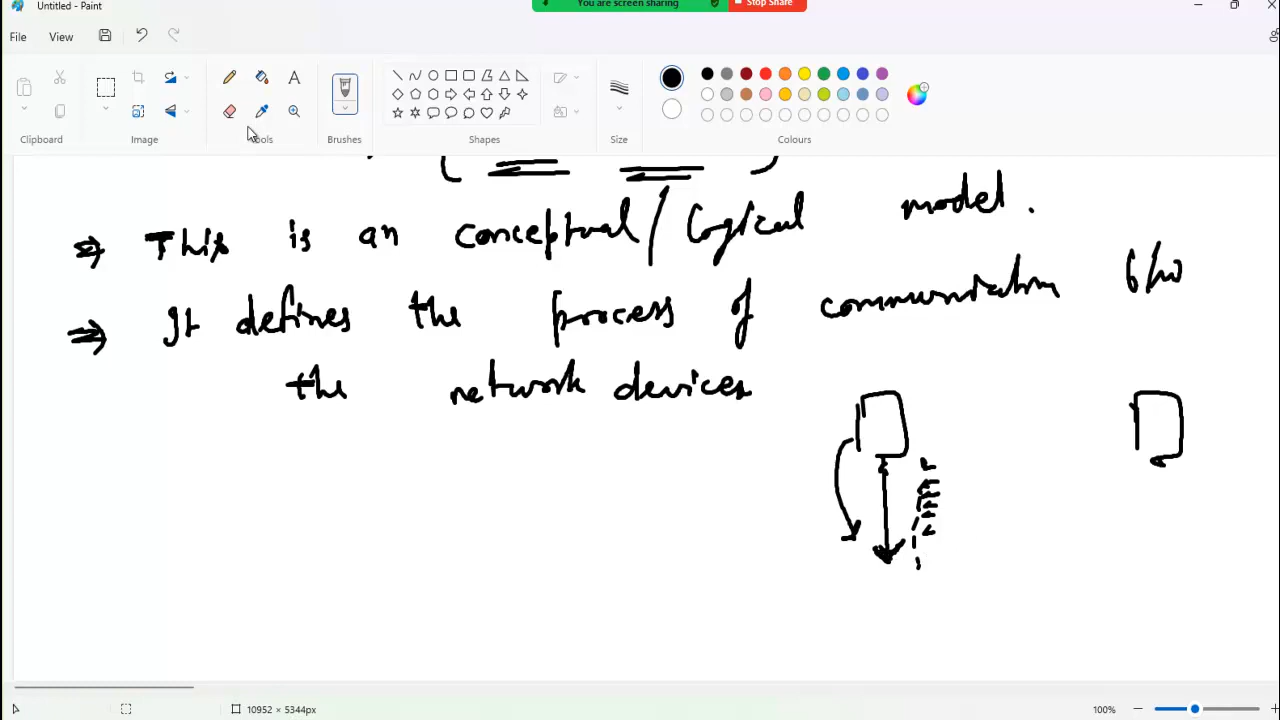 Untitled - Paint
You are screen sharing
Stop Share
File View
Clipboard Image Tools Brushes Shapes Size Colours
⇒ This is an conceptual / Logical model.
⇒ It defines the process of communication b/w
the network devices
10952 × 5344px
100%